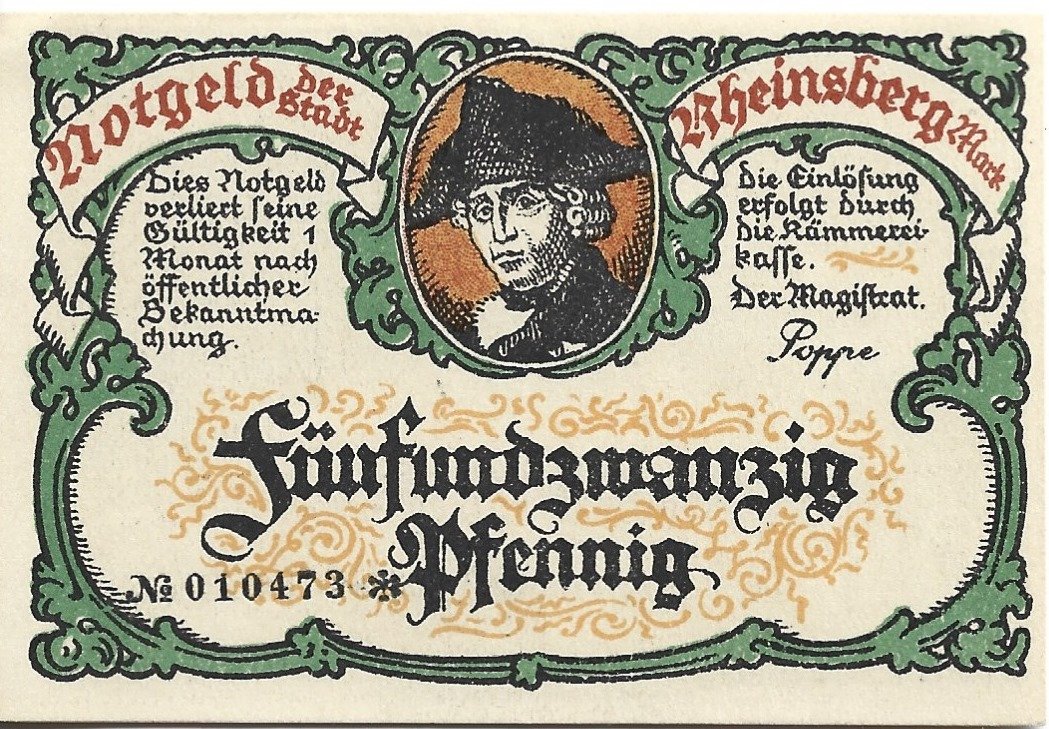 Notgeld der Stadt
Rheinsberg Mark
Dies Notgeld
verliert seine
Gültigkeit 1
Monat nach
öffentlicher
Bekanntma-
chung.
die Einlösung
erfolgt durch
die Kämmerei-
kasse.
Der Magistrat.
Poppe
Fünfundzwanzig
Pfennig
№ 010473 *